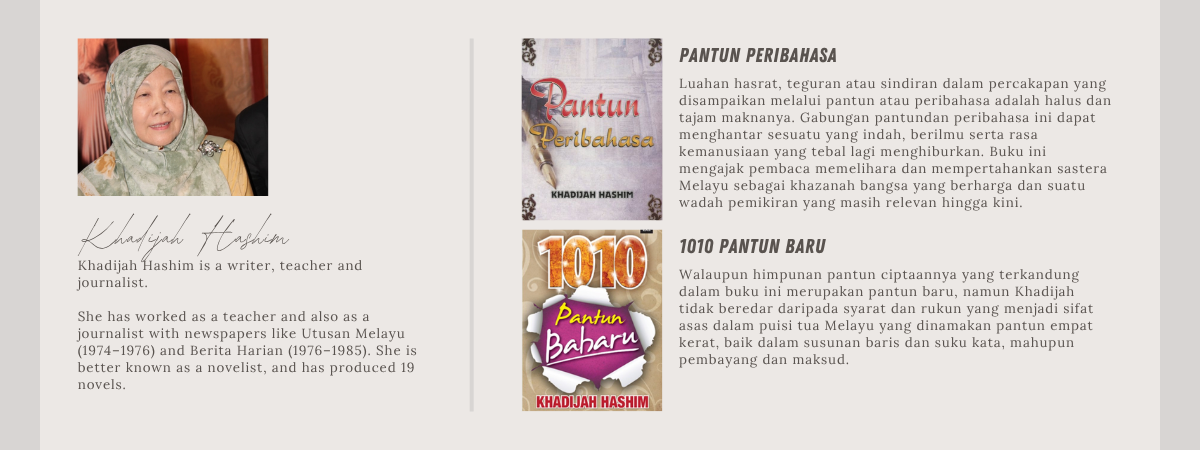 Khadijah Hashim
Khadijah Hashim is a writer, teacher and
journalist.
She has worked as a teacher and also as a
journalist with newspapers like Utusan Melayu
(1974–1976) and Berita Harian (1976–1985). She is
better known as a novelist, and has produced 19
novels.
Pantun
Peribahasa
KHADIJAH HASHIM
PANTUN PERIBAHASA
Luahan hasrat, teguran atau sindiran dalam percakapan yang
disampaikan melalui pantun atau peribahasa adalah halus dan
tajam maknanya. Gabungan pantundan peribahasa ini dapat
menghantar sesuatu yang indah, berilmu serta rasa
kemanusiaan yang tebal lagi menghiburkan. Buku ini
mengajak pembaca memelihara dan mempertahankan sastera
Melayu sebagai khazanah bangsa yang berharga dan suatu
wadah pemikiran yang masih relevan hingga kini.
1010
Pantun
Baharu
KHADIJAH HASHIM
1010 PANTUN BARU
Walaupun himpunan pantun ciptaannya yang terkandung
dalam buku ini merupakan pantun baru, namun Khadijah
tidak beredar daripada syarat dan rukun yang menjadi sifat
asas dalam puisi tua Melayu yang dinamakan pantun empat
kerat, baik dalam susunan baris dan suku kata, mahupun
pembayang dan maksud.